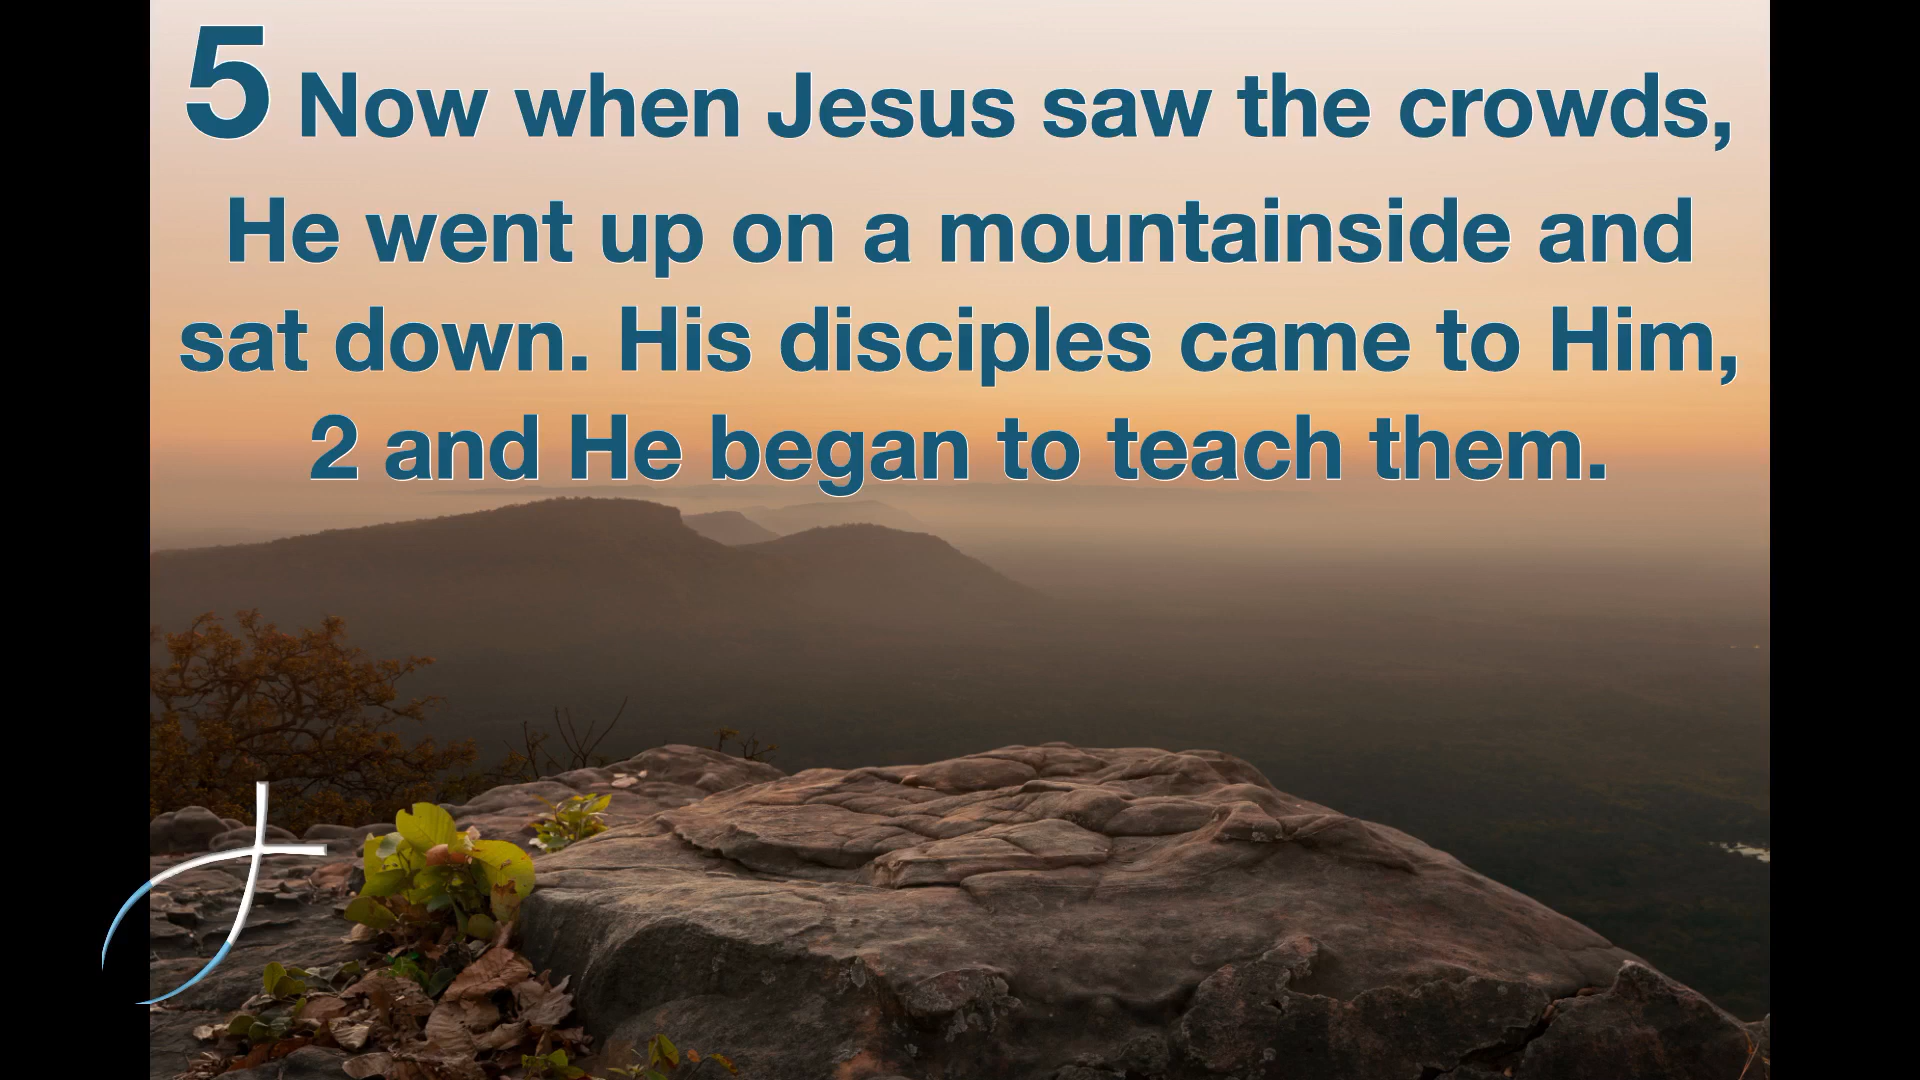 5 Now when Jesus saw the crowds,
He went up on a mountainside and
sat down. His disciples came to Him,
2 and He began to teach them.